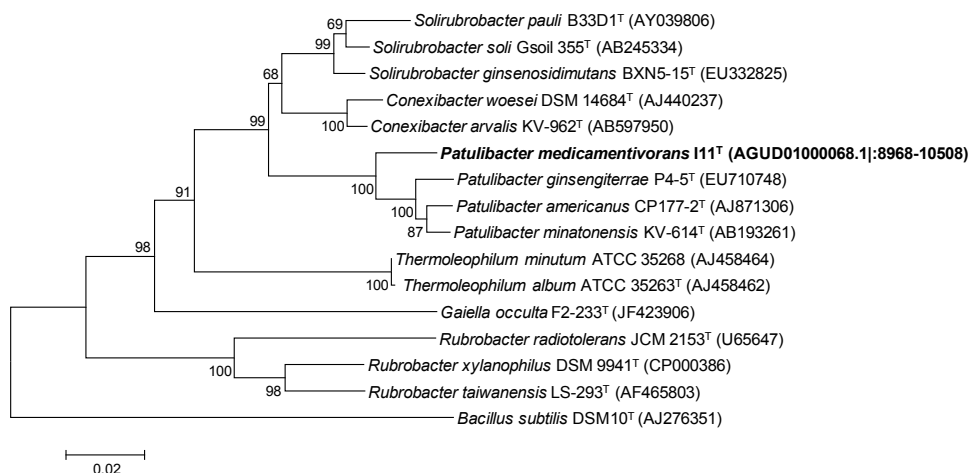 69
Solirubrobacter pauli B33D1ᵀ (AY039806)
99
Solirubrobacter soli Gsoil 355ᵀ (AB245334)
68
Solirubrobacter ginsenosidimutans BXN5-15ᵀ (EU332825)
Conexibacter woesei DSM 14684ᵀ (AJ440237)
99
100
Conexibacter arvalis KV-962ᵀ (AB597950)
Patulibacter medicamentivorans I11ᵀ (AGUD01000068.1|:8968-10508)
100
Patulibacter ginsengiterrae P4-5ᵀ (EU710748)
91
100
Patulibacter americanus CP177-2ᵀ (AJ871306)
87
Patulibacter minatonensis KV-614ᵀ (AB193261)
98
Thermoleophilum minutum ATCC 35268 (AJ458464)
100
Thermoleophilum album ATCC 35263ᵀ (AJ458462)
Gaiella occulta F2-233ᵀ (JF423906)
Rubrobacter radiotolerans JCM 2153ᵀ (U65647)
100
Rubrobacter xylanophilus DSM 9941ᵀ (CP000386)
98
Rubrobacter taiwanensis LS-293ᵀ (AF465803)
Bacillus subtilis DSM10ᵀ (AJ276351)
0.02